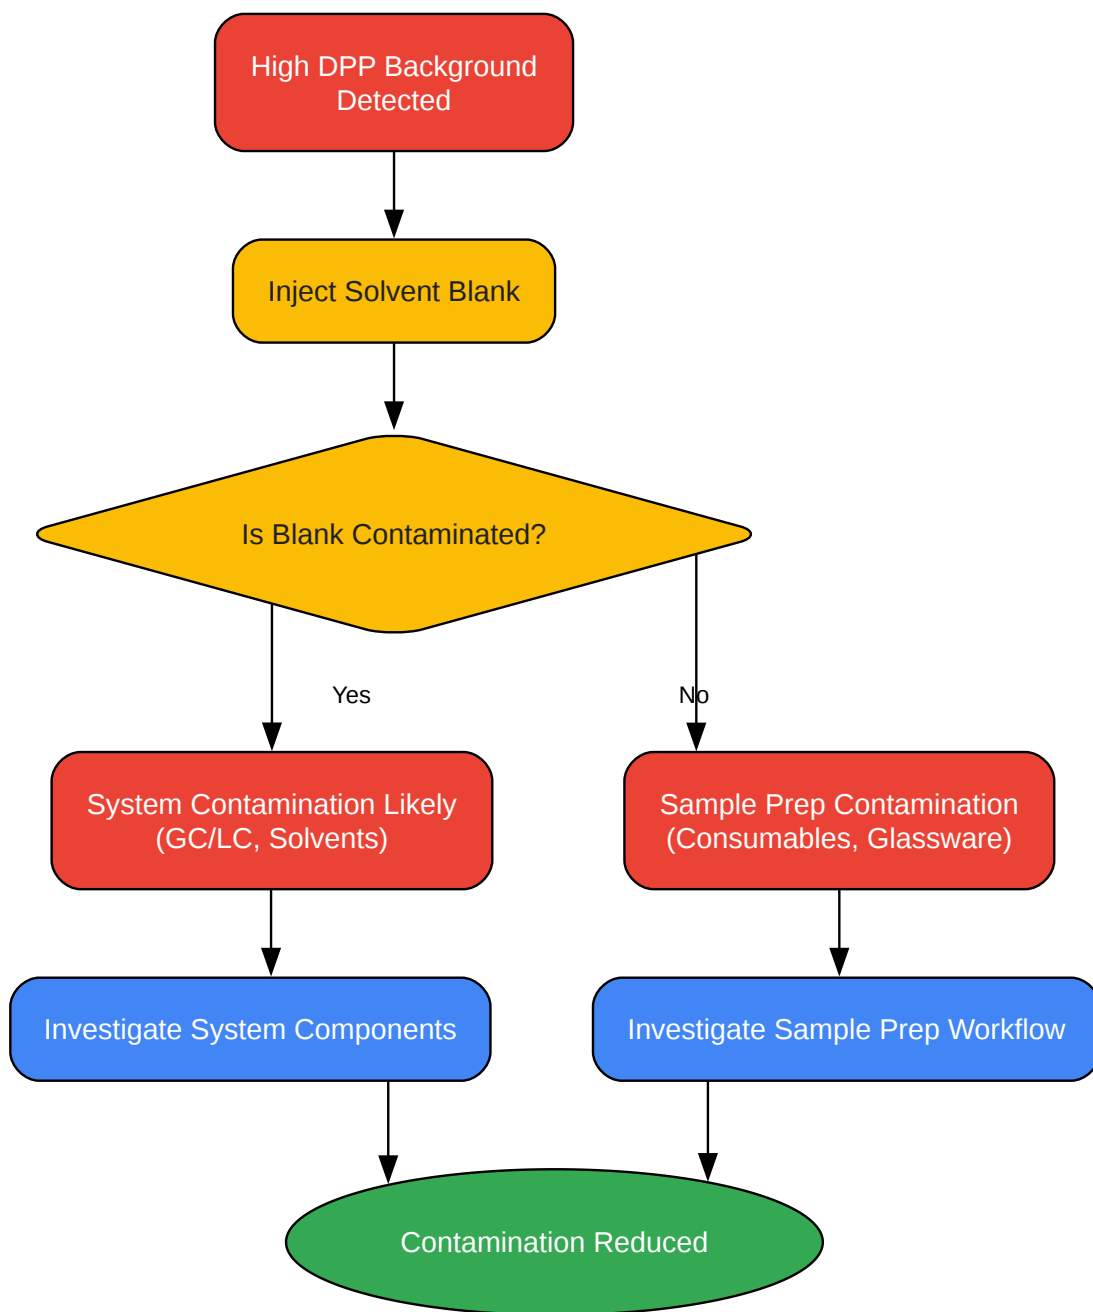 High DPP Background
Detected
Inject Solvent Blank
Is Blank Contaminated?
Yes
No
System Contamination Likely
(GC/LC, Solvents)
Sample Prep Contamination
(Consumables, Glassware)
Investigate System Components
Investigate Sample Prep Workflow
Contamination Reduced